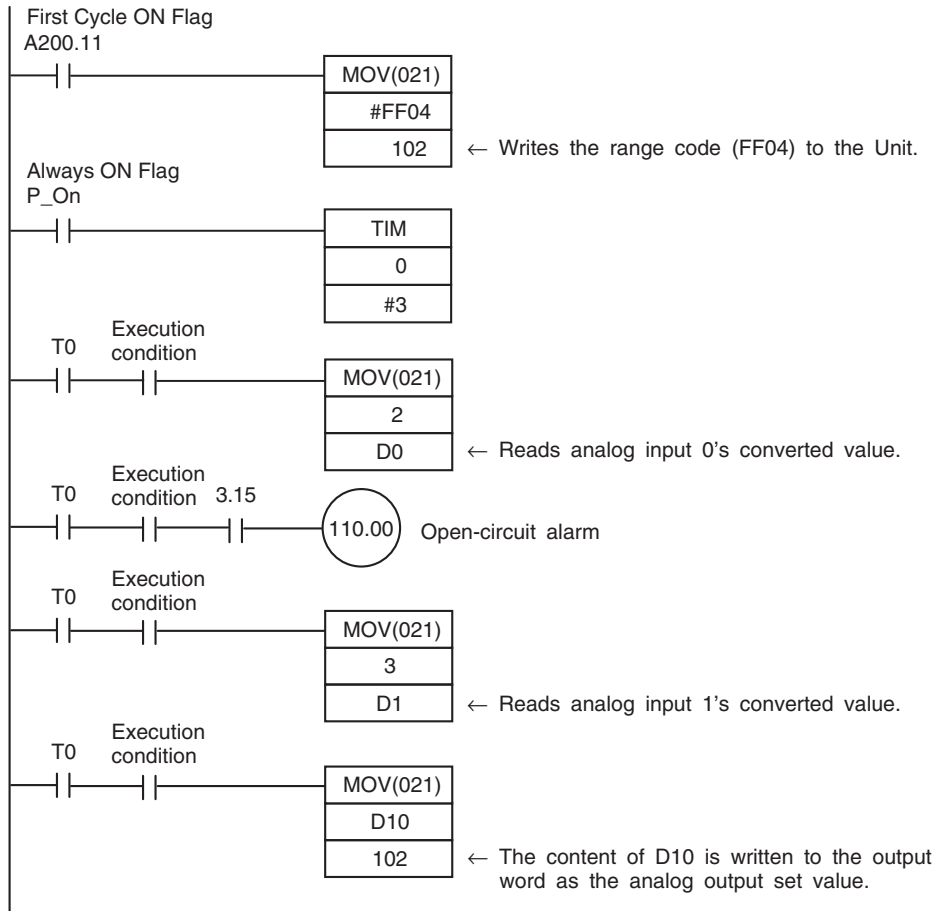 First Cycle ON Flag
A200.11
MOV(021)
#FF04
102
← Writes the range code (FF04) to the Unit.
Always ON Flag
P_On
TIM
0
#3
T0
Execution
condition
MOV(021)
2
D0
← Reads analog input 0's converted value.
T0
Execution
condition
3.15
110.00
Open-circuit alarm
T0
Execution
condition
MOV(021)
3
D1
← Reads analog input 1's converted value.
T0
Execution
condition
MOV(021)
D10
102
← The content of D10 is written to the output
word as the analog output set value.